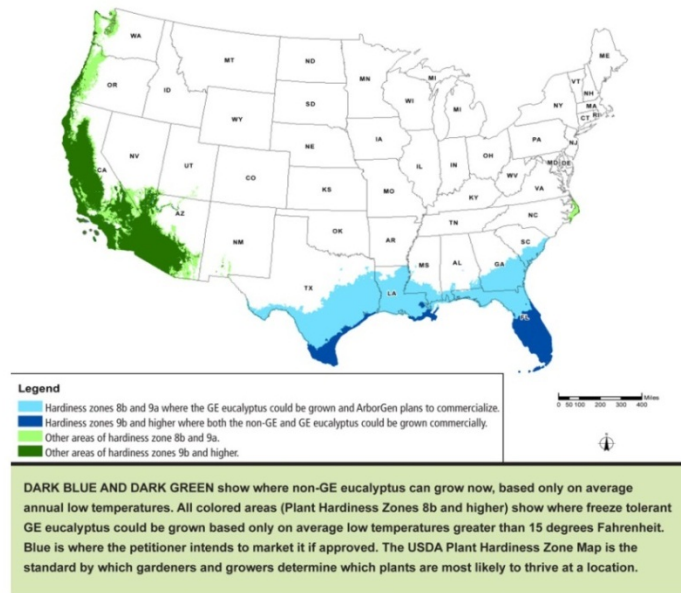 WA
MT
ND
MN
ME
OR
ID
SD
WI
MI
MI
VT
NH
NY
MA
CT RI
WY
IA
NE
PA
NJ
NV
UT
IL
IN
OH
MD DE
CA
CO
KS
MO
WV
VA
KY
AZ
NM
OK
AR
TN
NC
SC
TX
LA
MS
AL
GA
FL
Legend
Hardiness zones 8b and 9a where the GE eucalyptus could be grown and ArborGen plans to commercialize.
Hardiness zones 9b and higher where both the non-GE and GE eucalyptus could be grown commercially.
Other areas of hardiness zone 8b and 9a.
Other areas of hardiness zones 9b and higher.
Miles
0 50 100 200 300 400
DARK BLUE AND DARK GREEN show where non-GE eucalyptus can grow now, based only on average
annual low temperatures. All colored areas (Plant Hardiness Zones 8b and higher) show where freeze tolerant
GE eucalyptus could be grown based only on average low temperatures greater than 15 degrees Fahrenheit.
Blue is where the petitioner intends to market it if approved. The USDA Plant Hardiness Zone Map is the
standard by which gardeners and growers determine which plants are most likely to thrive at a location.